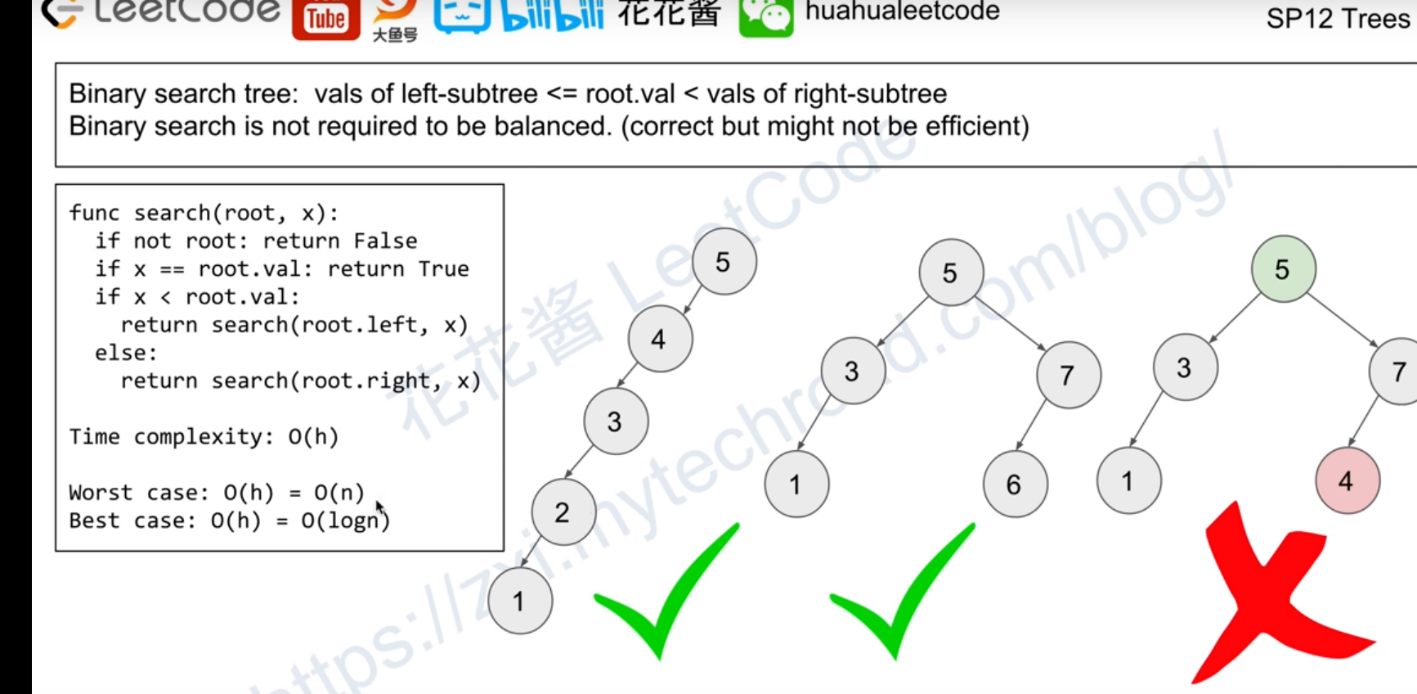 LeetCode YouTube 大鱼号 bilibili 花花酱 huahualeetcode SP12 Trees
Binary search tree:  vals of left-subtree <= root.val < vals of right-subtree
Binary search is not required to be balanced. (correct but might not be efficient)
func search(root, x):
if not root: return False
if x == root.val: return True
if x < root.val:
return search(root.left, x)
else:
return search(root.right, x)
Time complexity: O(h)
Worst case: O(h) = O(n)
Best case: O(h) = O(logn)
5
4
3
2
1
5
3
7
1
6
5
3
7
1
4
花花酱 LeetCode
https://zxi.mytechroad.com/blog/